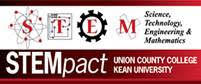 STEM
Science,
Technology,
Engineering &
Mathematics
STEMpact
UNION COUNTY COLLEGE
KEAN UNIVERSITY